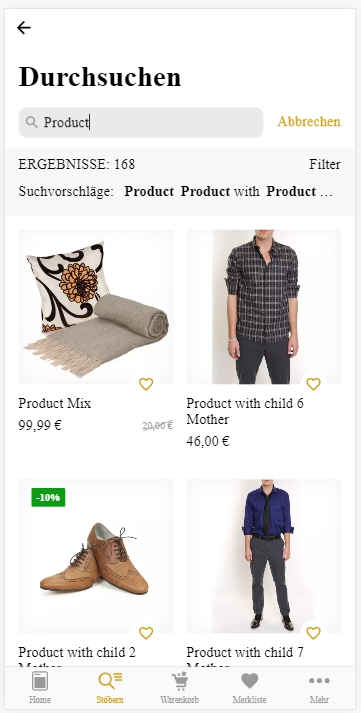 Durchsuchen
Product
Abbrechen
ERGEBNISSE: 168
Filter
Suchvorschläge: Product Product with Product ...
Product Mix
99,99 €
20,00 €
Product with child 6
Mother
46,00 €
-10%
Product with child 2
Mother
Product with child 7
Mother
Home
Stöbern
Warenkorb
Merkliste
Mehr